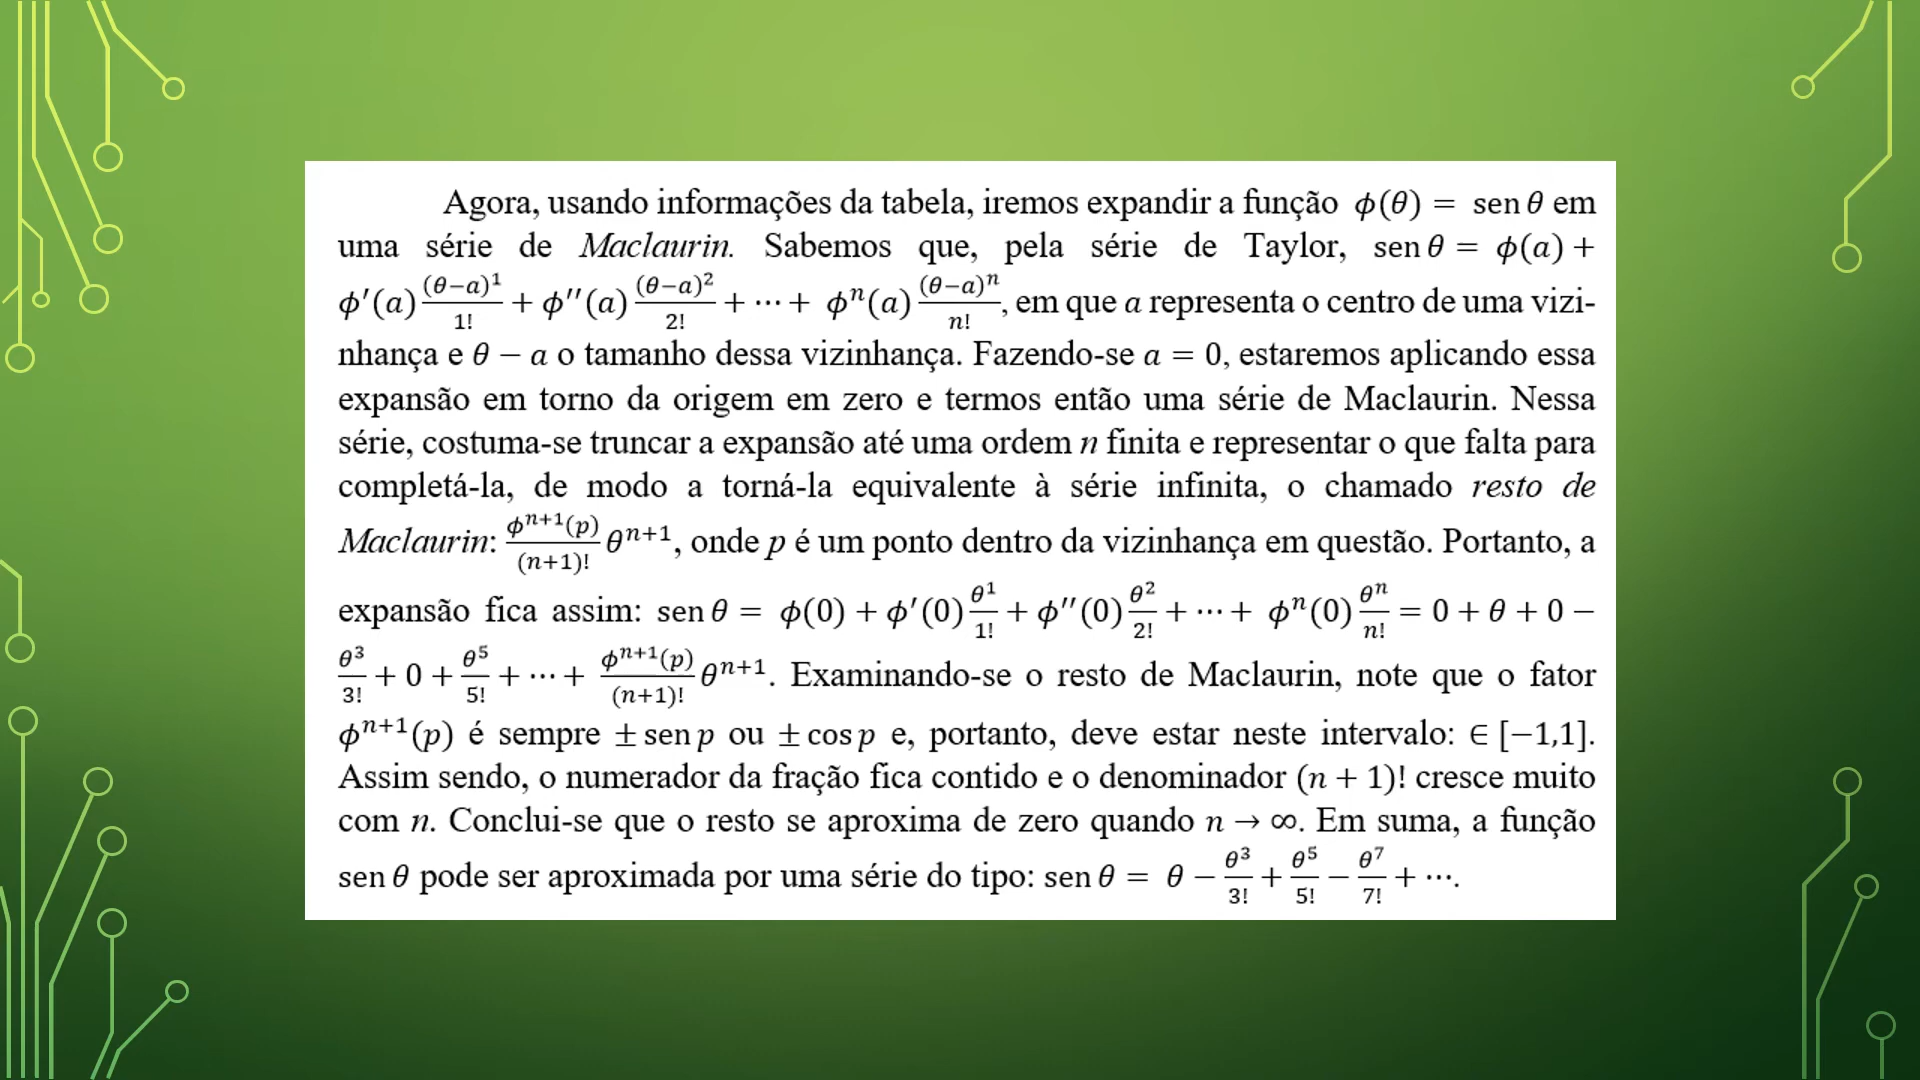 Agora, usando informações da tabela, iremos expandir a função ϕ(θ) = sen θ em
uma série de Maclaurin. Sabemos que, pela série de Taylor, sen θ = ϕ(a) +
ϕ′(a) (θ−a)¹/1! + ϕ′′(a) (θ−a)²/2! + ⋯ + ϕⁿ(a) (θ−a)ⁿ/n!, em que a representa o centro de uma vizi-
nhança e θ − a o tamanho dessa vizinhança. Fazendo-se a = 0, estaremos aplicando essa
expansão em torno da origem em zero e termos então uma série de Maclaurin. Nessa
série, costuma-se truncar a expansão até uma ordem n finita e representar o que falta para
completá-la, de modo a torná-la equivalente à série infinita, o chamado resto de
Maclaurin: ϕⁿ⁺¹(p)/(n+1)! θⁿ⁺¹, onde p é um ponto dentro da vizinhança em questão. Portanto, a
expansão fica assim: sen θ = ϕ(0) + ϕ′(0) θ¹/1! + ϕ′′(0) θ²/2! + ⋯ + ϕⁿ(0) θⁿ/n! = 0 + θ + 0 −
θ³/3! + 0 + θ⁵/5! + ⋯ + ϕⁿ⁺¹(p)/(n+1)! θⁿ⁺¹. Examinando-se o resto de Maclaurin, note que o fator
ϕⁿ⁺¹(p) é sempre ± sen p ou ± cos p e, portanto, deve estar neste intervalo: ∈ [−1,1].
Assim sendo, o numerador da fração fica contido e o denominador (n + 1)! cresce muito
com n. Conclui-se que o resto se aproxima de zero quando n → ∞. Em suma, a função
sen θ pode ser aproximada por uma série do tipo: sen θ = θ − θ³/3! + θ⁵/5! − θ⁷/7! + ⋯.